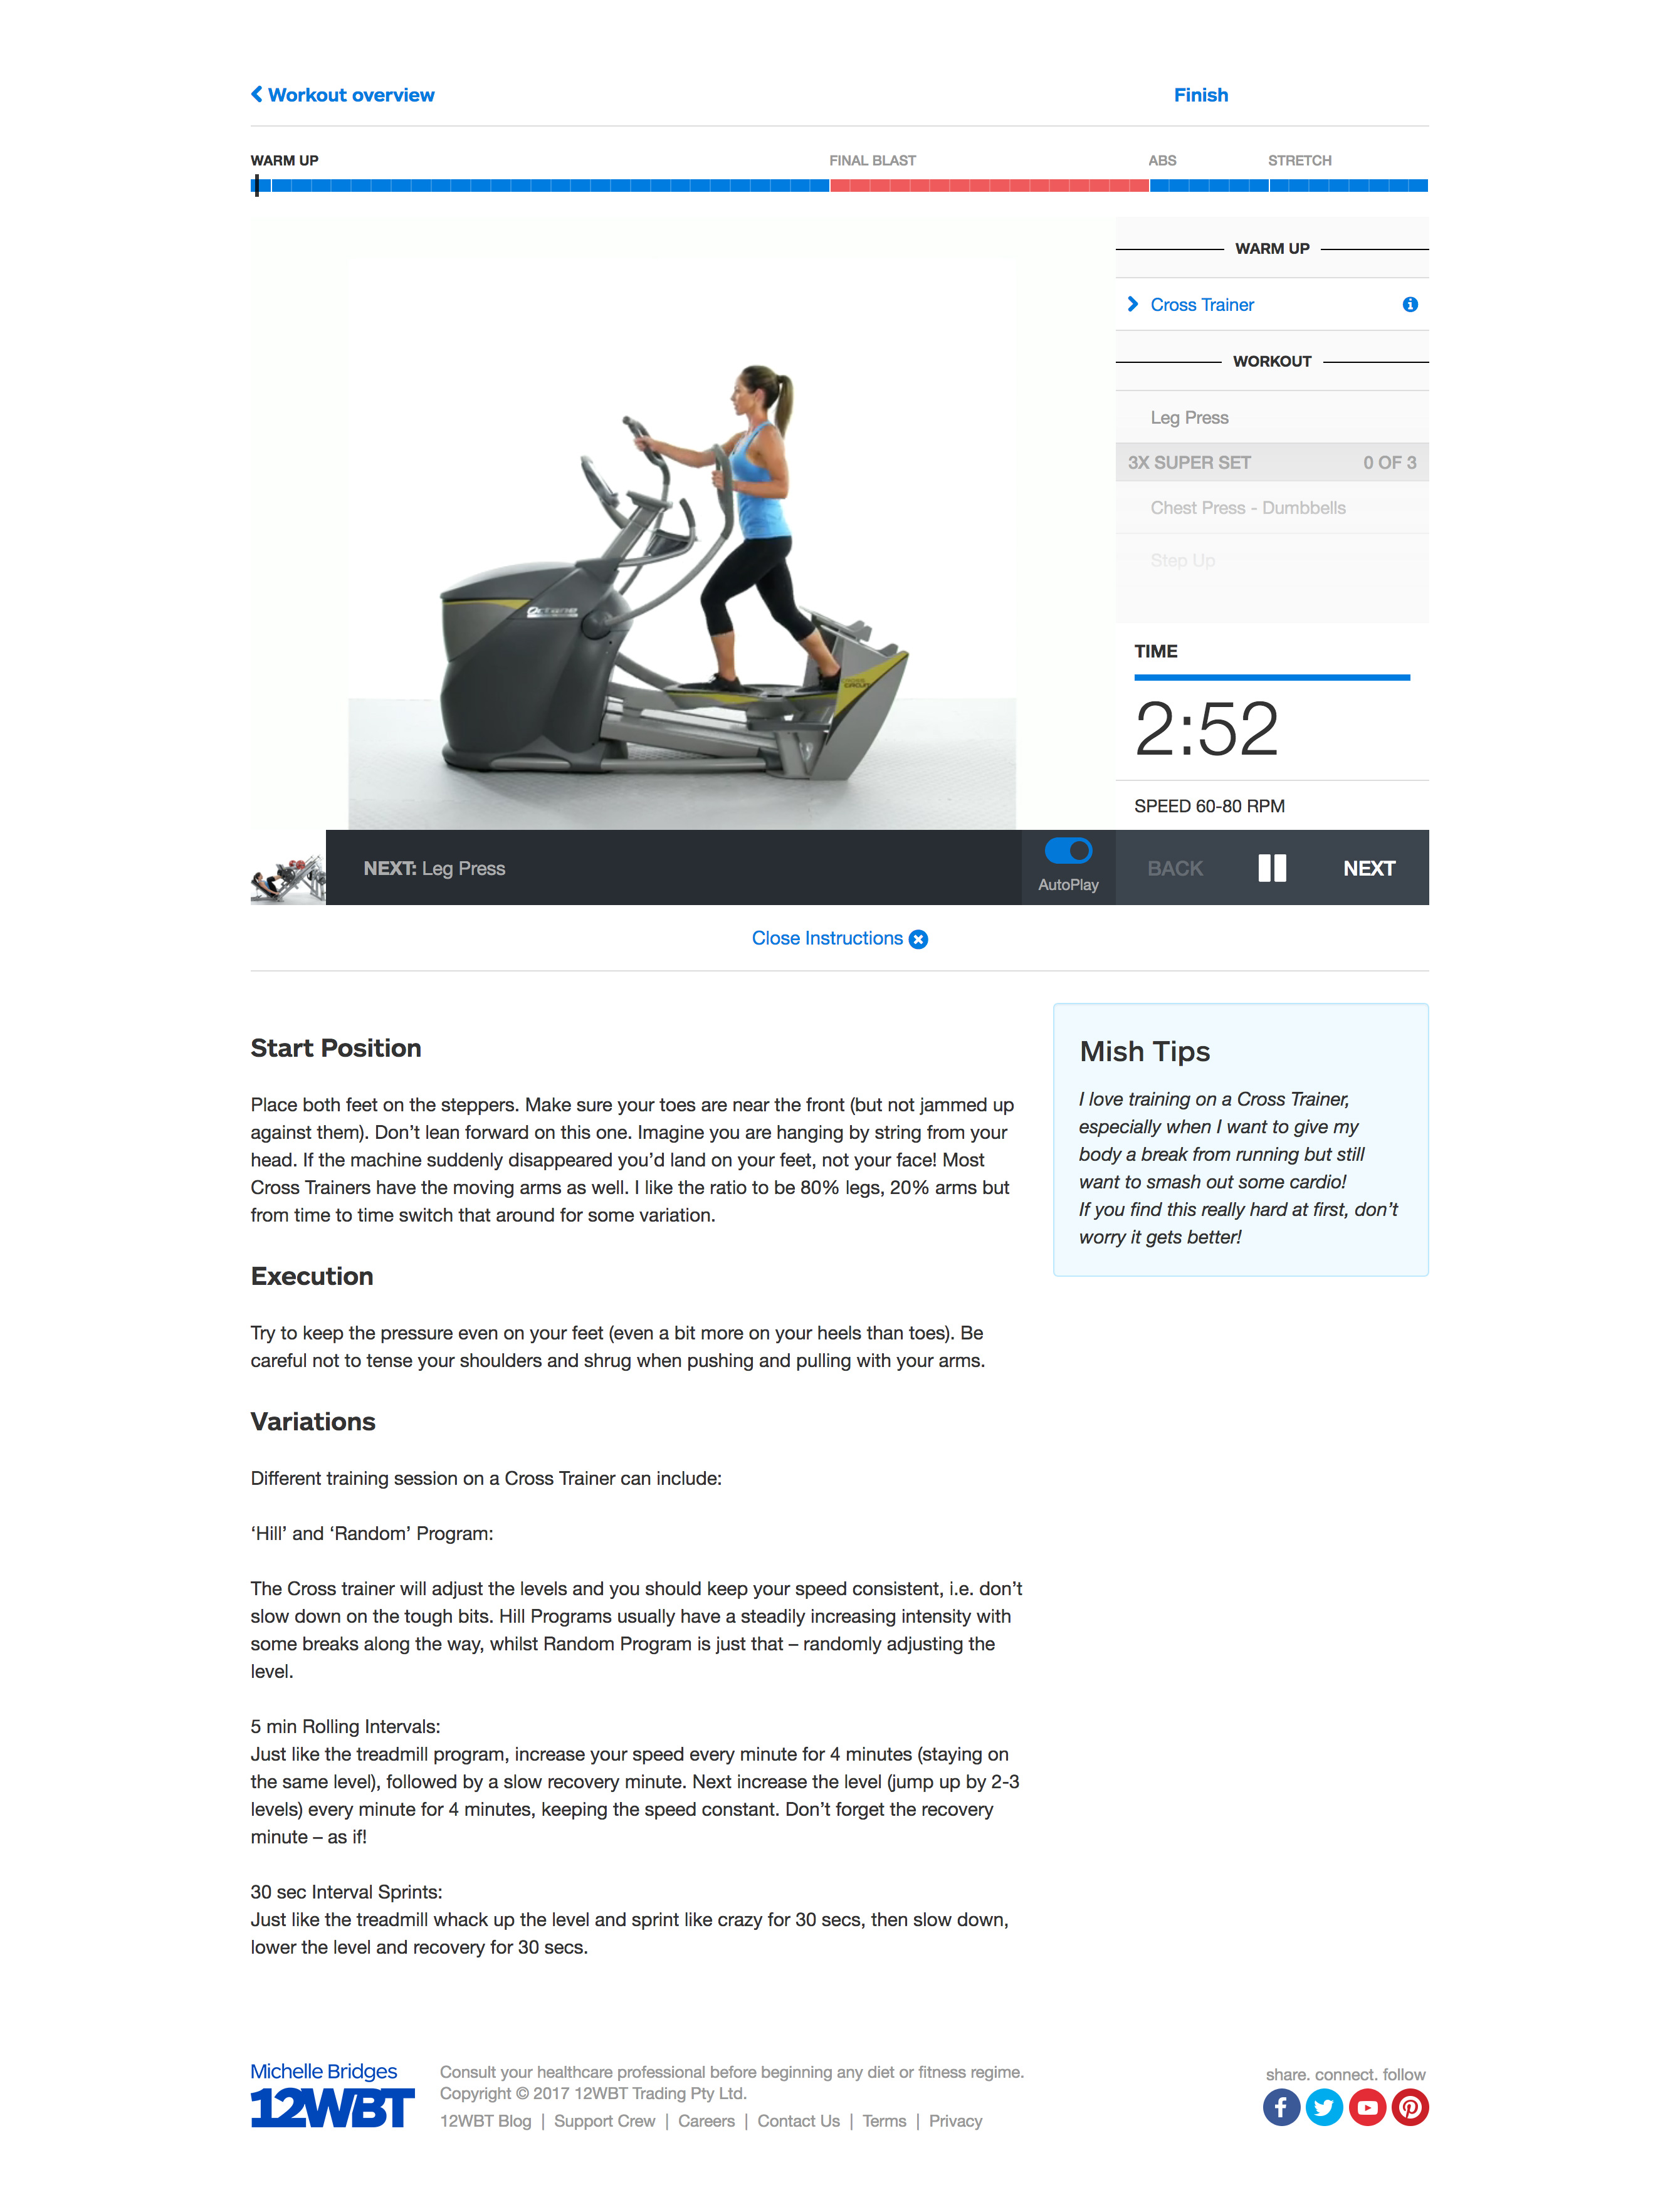 Workout overview
Finish
WARM UP
FINAL BLAST
ABS
STRETCH
WARM UP
Cross Trainer
WORKOUT
Leg Press
3X SUPER SET
0 OF 3
Chest Press - Dumbbells
Step Up
Octane
TIME
2:52
SPEED 60-80 RPM
NEXT: Leg Press
AutoPlay
BACK
NEXT
Close Instructions
Start Position
Place both feet on the steppers. Make sure your toes are near the front (but not jammed up
against them). Don’t lean forward on this one. Imagine you are hanging by string from your
head. If the machine suddenly disappeared you’d land on your feet, not your face! Most
Cross Trainers have the moving arms as well. I like the ratio to be 80% legs, 20% arms but
from time to time switch that around for some variation.
Execution
Try to keep the pressure even on your feet (even a bit more on your heels than toes). Be
careful not to tense your shoulders and shrug when pushing and pulling with your arms.
Variations
Different training session on a Cross Trainer can include:
‘Hill’ and ‘Random’ Program:
The Cross trainer will adjust the levels and you should keep your speed consistent, i.e. don’t
slow down on the tough bits. Hill Programs usually have a steadily increasing intensity with
some breaks along the way, whilst Random Program is just that – randomly adjusting the
level.
5 min Rolling Intervals:
Just like the treadmill program, increase your speed every minute for 4 minutes (staying on
the same level), followed by a slow recovery minute. Next increase the level (jump up by 2-3
levels) every minute for 4 minutes, keeping the speed constant. Don’t forget the recovery
minute – as if!
30 sec Interval Sprints:
Just like the treadmill whack up the level and sprint like crazy for 30 secs, then slow down,
lower the level and recovery for 30 secs.
Mish Tips
I love training on a Cross Trainer,
especially when I want to give my
body a break from running but still
want to smash out some cardio!
If you find this really hard at first, don’t
worry it gets better!
Michelle Bridges
12WBT
Consult your healthcare professional before beginning any diet or fitness regime.
Copyright © 2017 12WBT Trading Pty Ltd.
12WBT Blog | Support Crew | Careers | Contact Us | Terms | Privacy
share. connect. follow